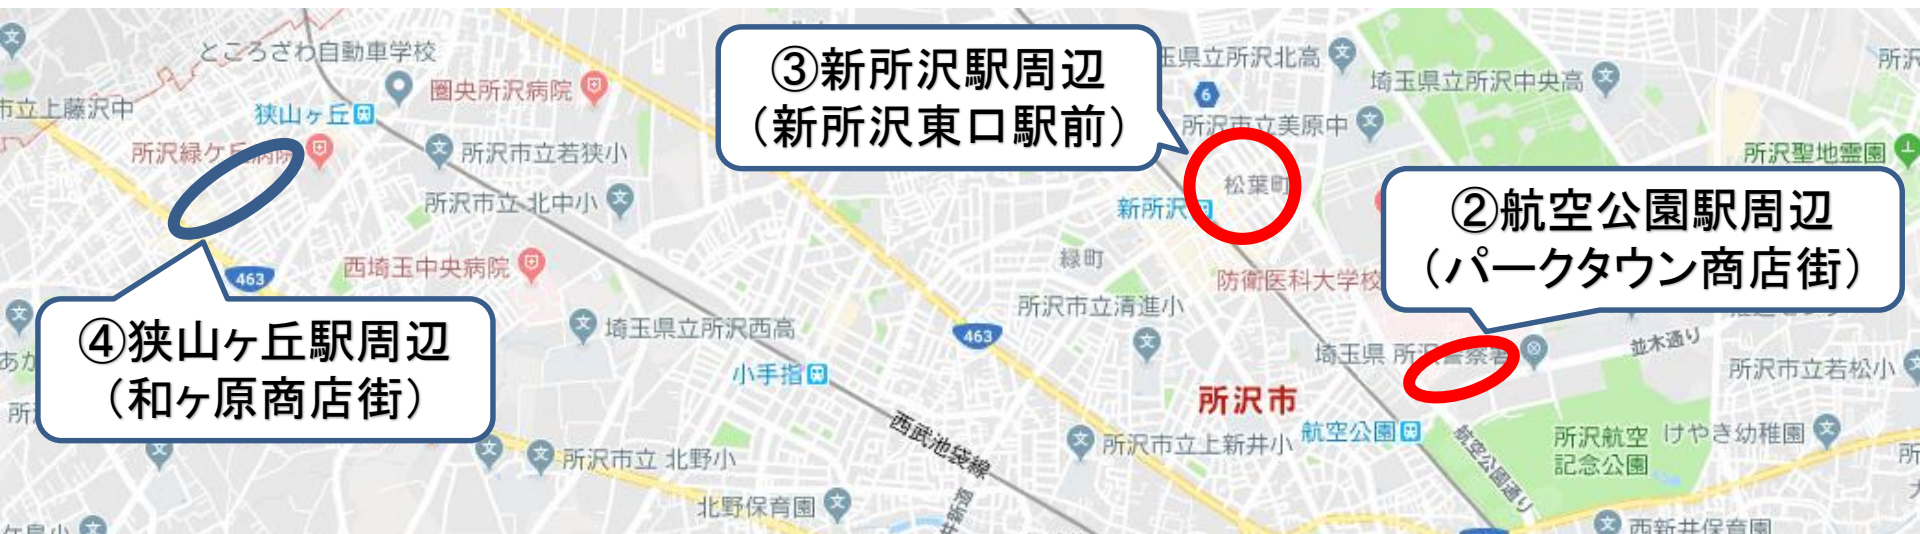 ③新所沢駅周辺
（新所沢東口駅前）
②航空公園駅周辺
（パークタウン商店街）
④狭山ヶ丘駅周辺
（和ヶ原商店街）
ところざわ自動車学校
圏央所沢病院
市立上藤沢中
狭山ヶ丘
所沢市立若狭小
所沢市立 北中小
西埼玉中央病院
463
埼玉県立所沢西高
小手指
西武池袋線
所沢市立 北野小
北野保育園
玉県立所沢北高
6
埼玉県立所沢中央高
所沢市立美原中
所沢聖地霊園
松葉町
新所沢
緑町
防衛医科大学校
所沢市立清進小
463
埼玉県 所沢警察署
並木通り
所沢市立若松小
所沢市
航空公園
所沢市立上新井小
航空公園通り
所沢航空
記念公園
けやき幼稚園
西新井保育園